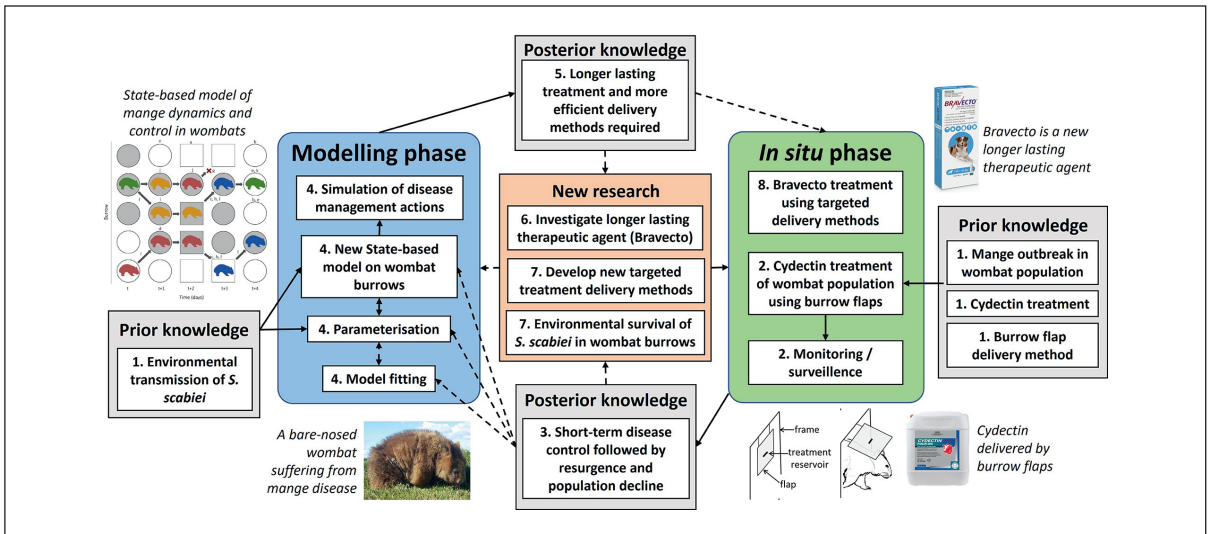 Posterior knowledge
5. Longer lasting
treatment and more
efficient delivery
methods required
State-based model of
mange dynamics and
control in wombats
Burrow
t
t+1
t+2
t+3
t+4
Time (days)
Modelling phase
4. Simulation of disease
management actions
4. New State-based
model on wombat
burrows
4. Parameterisation
4. Model fitting
Prior knowledge
1. Environmental
transmission of S.
scabiei
New research
6. Investigate longer lasting
therapeutic agent (Bravecto)
7. Develop new targeted
treatment delivery methods
7. Environmental survival of
S. scabiei in wombat burrows
In situ phase
8. Bravecto treatment
using targeted
delivery methods
2. Cydectin treatment
of wombat population
using burrow flaps
2. Monitoring /
surveillence
BRAVECTO
Bravecto is a new
longer lasting
therapeutic agent
Prior knowledge
1. Mange outbreak in
wombat population
1. Cydectin treatment
1. Burrow flap
delivery method
A bare-nosed
wombat
suffering from
mange disease
Posterior knowledge
3. Short-term disease
control followed by
resurgence and
population decline
frame
treatment
reservoir
flap
CYDECTIN
Cydectin
delivered by
burrow flaps